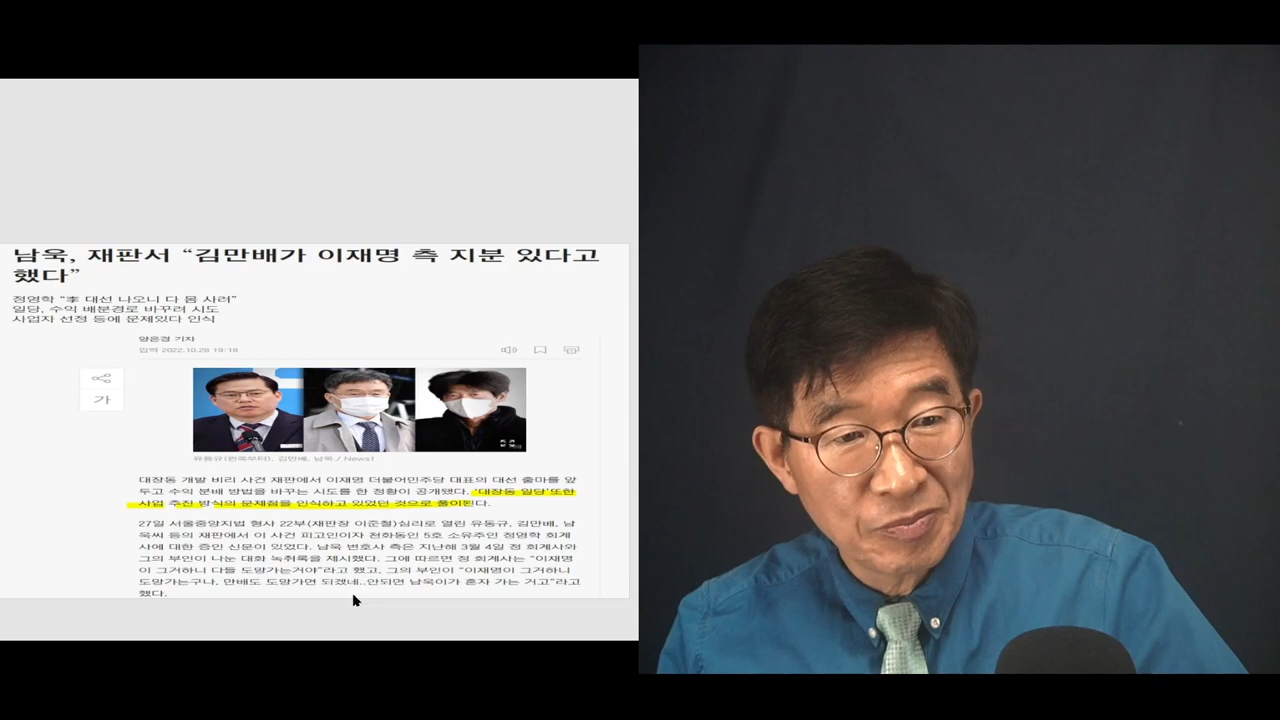 남욱, 재판서 “김만배가 이재명 측 지분 있다고
했다”
정영학 “李 대선 나오니 다 몸 사려”
일당, 수익 배분경로 바꾸려 시도
사업자 선정 등에 문제있다 인식
양은경 기자
입력 2022.10.28 19:18
가
유동규(왼쪽부터), 김만배, 남욱./ News1
대장동 개발 비리 사건 재판에서 이재명 더불어민주당 대표의 대선 출마를 앞
두고 수익 분배 방법을 바꾸는 시도를 한 정황이 공개됐다. ‘대장동 일당’또한
사업 추진 방식의 문제점을 인식하고 있었던 것으로 풀이된다.
27일 서울중앙지법 형사 22부(재판장 이준철)심리로 열린 유동규, 김만배, 남
욱씨 등의 재판에서 이 사건 피고인이자 천화동인 5호 소유주인 정영학 회계
사에 대한 증인 신문이 있었다. 남욱 변호사 측은 지난해 3월 4일 정 회계사와
그의 부인이 나눈 대화 녹취록을 제시했다. 그에 따르면 정 회계사는 “이재명
이 그거하니 다들 도망가는거야”라고 했고, 그의 부인이 “이재명이 그거하니
도망가는구나, 만배도 도망가면 되겠네..안되면 남욱이가 혼자 가는 거고”라고
했다.